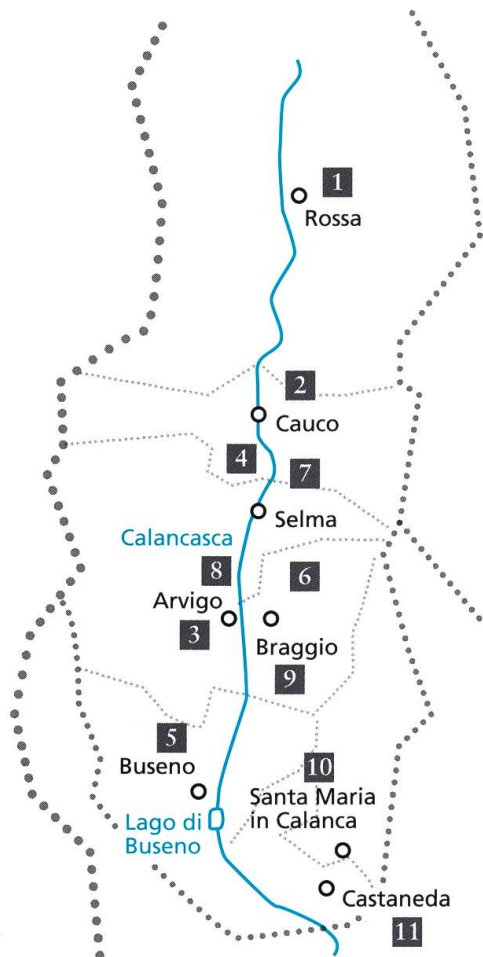 1
Rossa
2
Cauco
4
7
Selma
Calancasca
8
6
Arvigo
3
Braggio
9
5
Buseno
10
Santa Maria
in Calanca
Lago di
Buseno
Castaneda
11